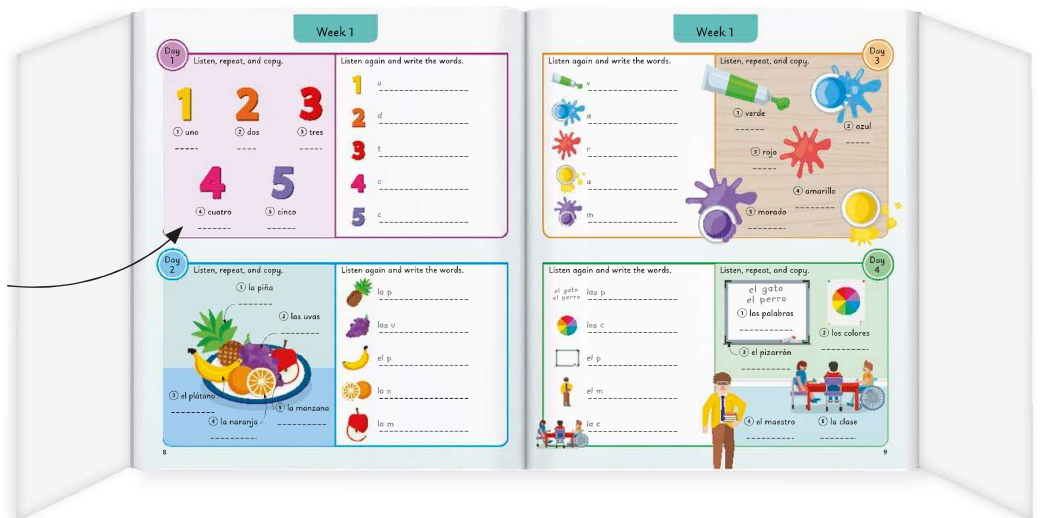 Week 1
Day 1
Listen, repeat, and copy.
1 2 3
① uno ② dos ③ tres
4 5
④ cuatro ⑤ cinco
Listen again and write the words.
1 u
2 d
3 t
4 c
5 c
Day 2
Listen, repeat, and copy.
① la piña
② las uvas
③ el plátano
⑤ la manzana
④ la naranja
Listen again and write the words.
la p
las u
el p
la n
la m
8
Week 1
Day 3
Listen again and write the words.
v
a
r
a
m
Listen, repeat, and copy.
① verde
② azul
③ rojo
④ amarillo
⑤ morado
Day 4
Listen again and write the words.
el gato
el perro
las p
los c
el p
el m
la c
Listen, repeat, and copy.
el gato
el perro
① las palabras
② los colores
③ el pizarrón
④ el maestro ⑤ la clase
9